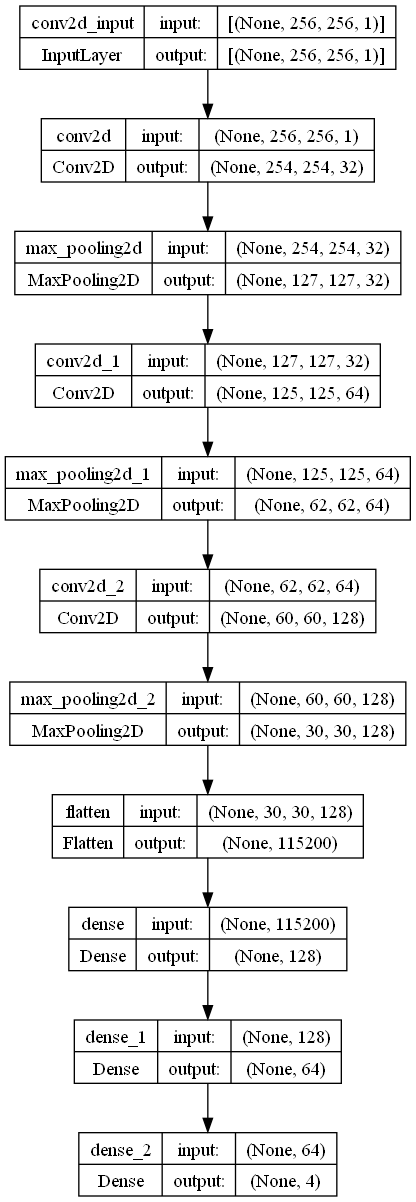 conv2d_input input: [(None, 256, 256, 1)]
InputLayer output: [(None, 256, 256, 1)]
conv2d input: (None, 256, 256, 1)
Conv2D output: (None, 254, 254, 32)
max_pooling2d input: (None, 254, 254, 32)
MaxPooling2D output: (None, 127, 127, 32)
conv2d_1 input: (None, 127, 127, 32)
Conv2D output: (None, 125, 125, 64)
max_pooling2d_1 input: (None, 125, 125, 64)
MaxPooling2D output: (None, 62, 62, 64)
conv2d_2 input: (None, 62, 62, 64)
Conv2D output: (None, 60, 60, 128)
max_pooling2d_2 input: (None, 60, 60, 128)
MaxPooling2D output: (None, 30, 30, 128)
flatten input: (None, 30, 30, 128)
Flatten output: (None, 115200)
dense input: (None, 115200)
Dense output: (None, 128)
dense_1 input: (None, 128)
Dense output: (None, 64)
dense_2 input: (None, 64)
Dense output: (None, 4)